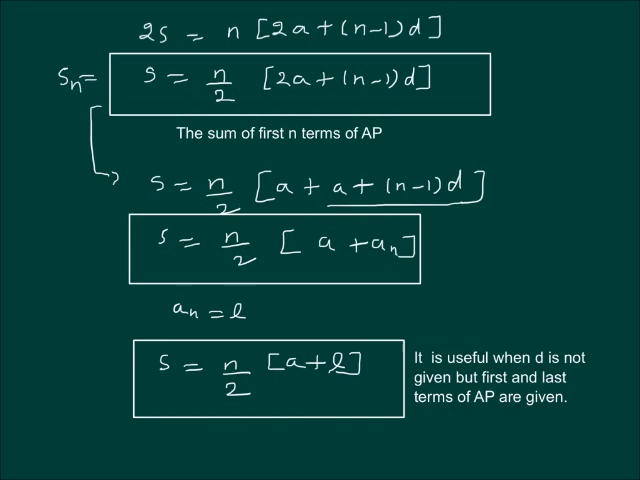 2S = n [2a + (n-1)d]
Sn = S = n/2 [2a + (n-1)d]
The sum of first n terms of AP
S = n/2 [a + a + (n-1)d]
S = n/2 [a + an]
an = l
S = n/2 [a + l]
It is useful when d is not
given but first and last
terms of AP are given.